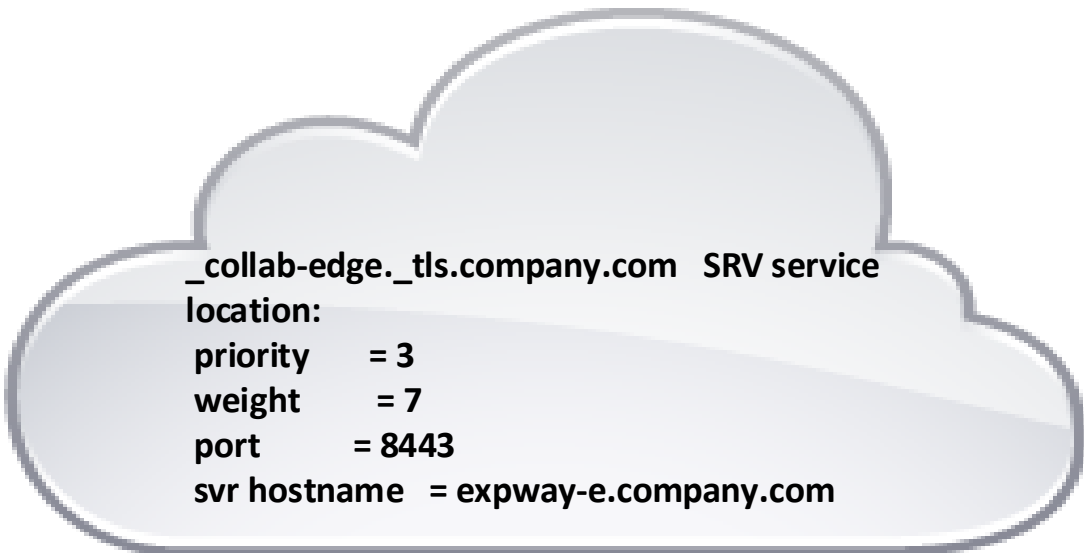 _collab-edge._tls.company.com SRV service
location:
priority = 3
weight = 7
port = 8443
svr hostname = expway-e.company.com